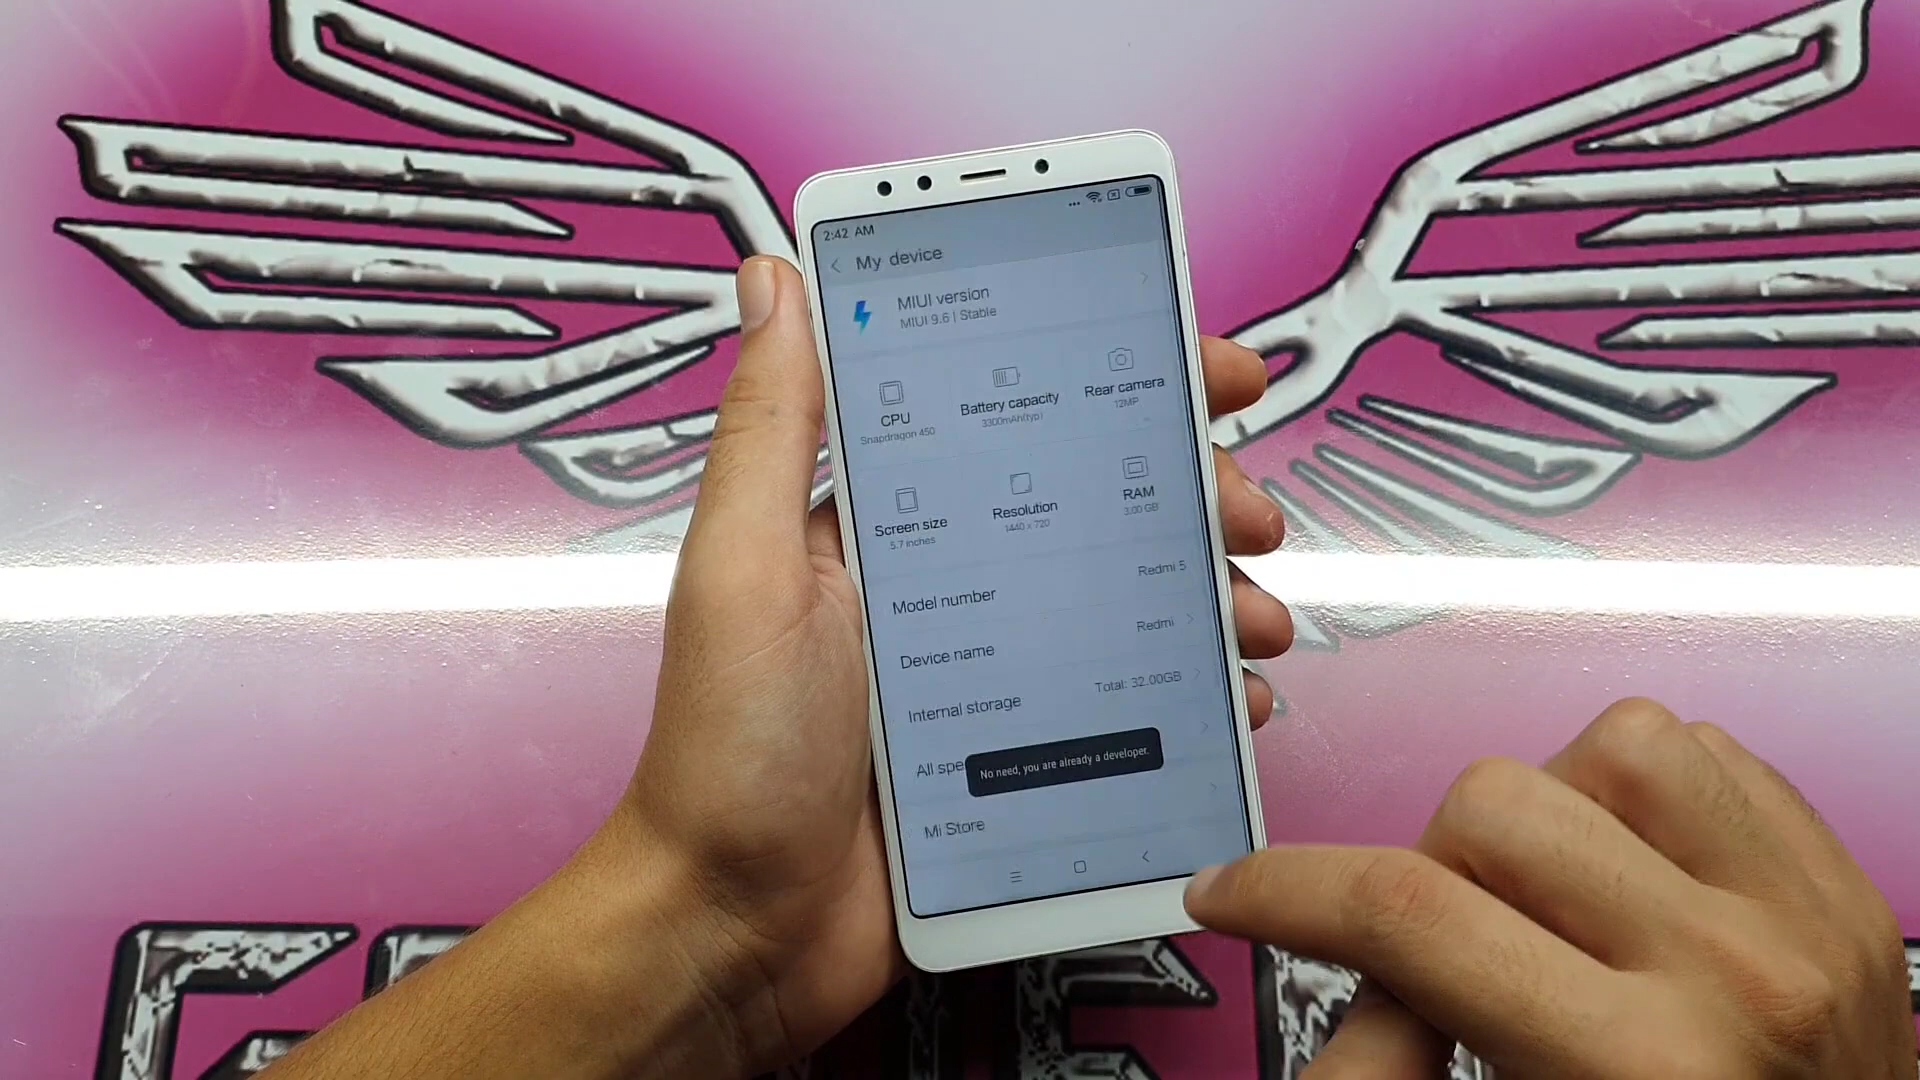 2:42 AM
My device
MIUI version
MIUI 9.6 | Stable
CPU
Snapdragon 450
Battery capacity
3300mAh(typ)
Rear camera
12MP
Screen size
5.7 inches
Resolution
1440 x 720
RAM
3.00 GB
Model number
Redmi 5
Device name
Redmi
Internal storage
Total: 32.00GB
All spe
No need, you are already a developer.
Mi Store